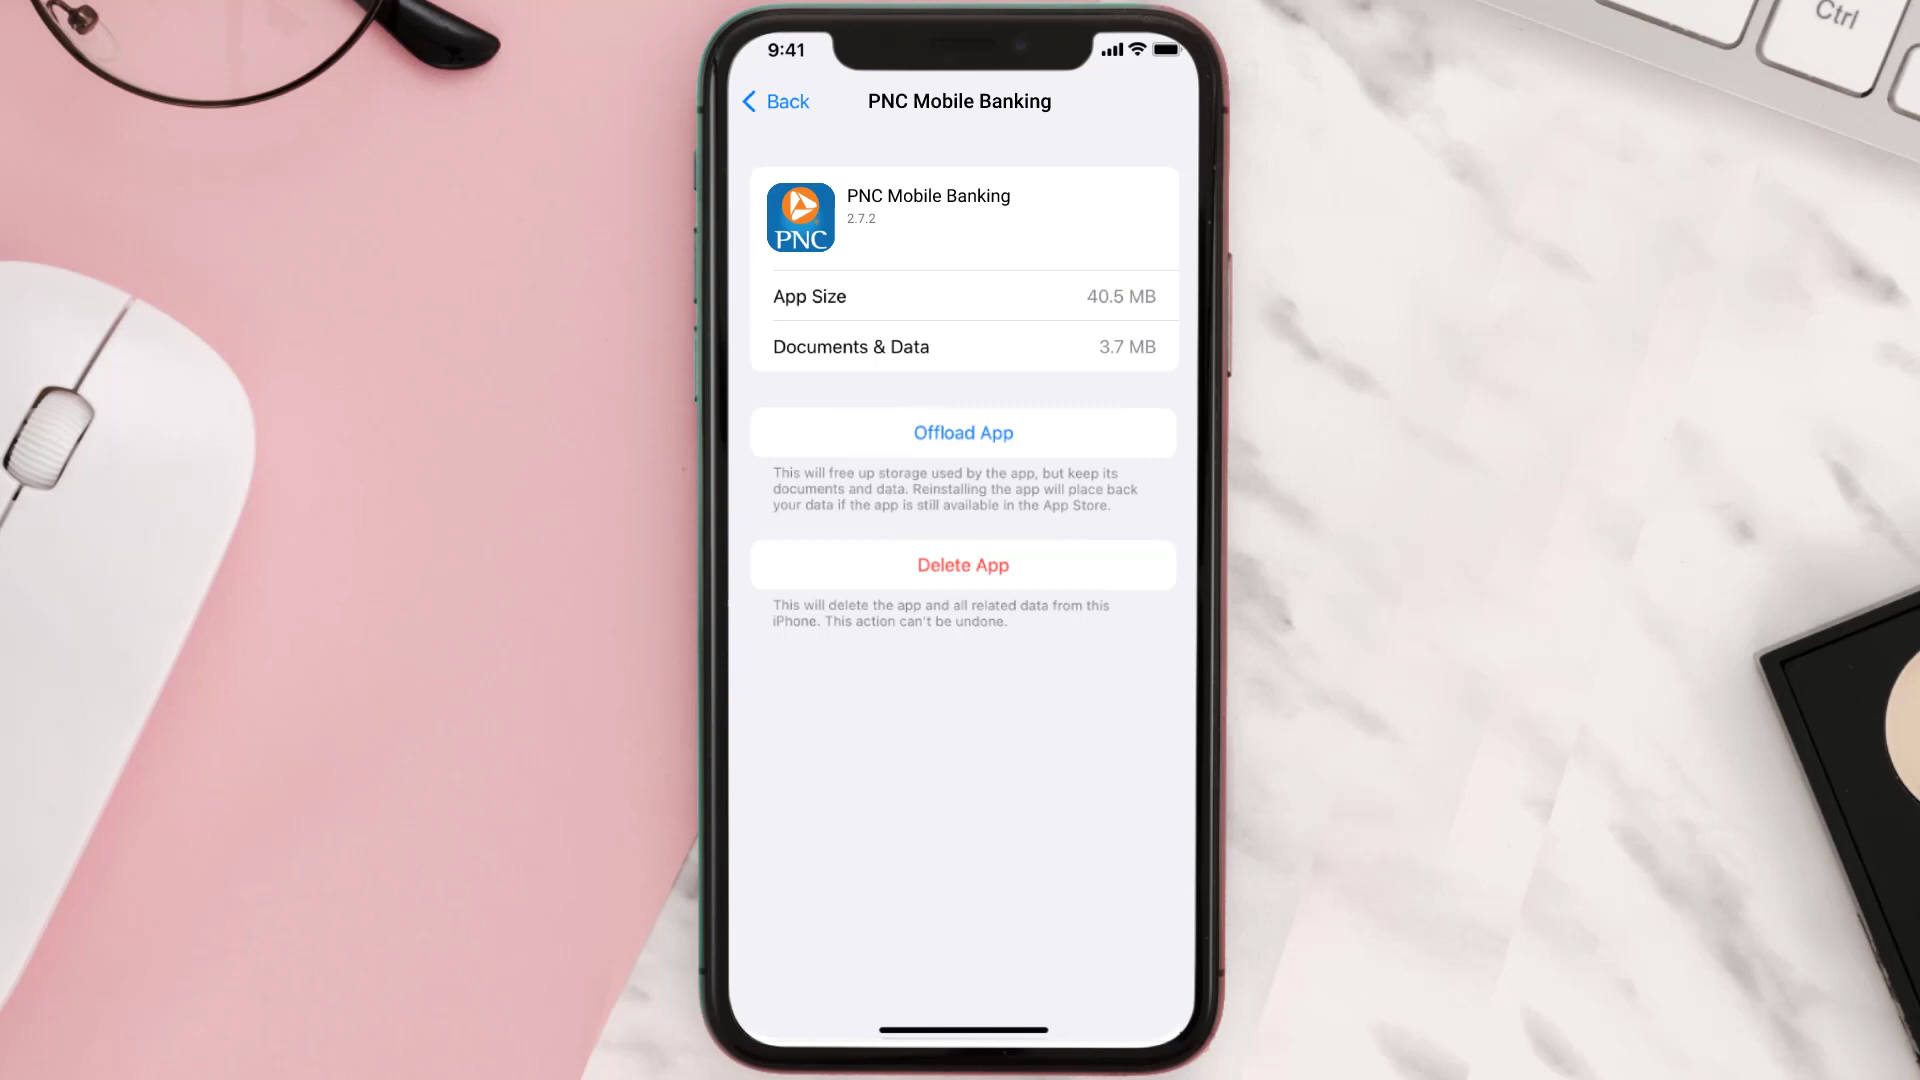 Ctrl
9:41
Back
PNC Mobile Banking
PNC
PNC Mobile Banking
2.7.2
App Size 40.5 MB
Documents & Data 3.7 MB
Offload App
This will free up storage used by the app, but keep its
documents and data. Reinstalling the app will place back
your data if the app is still available in the App Store.
Delete App
This will delete the app and all related data from this
iPhone. This action can't be undone.